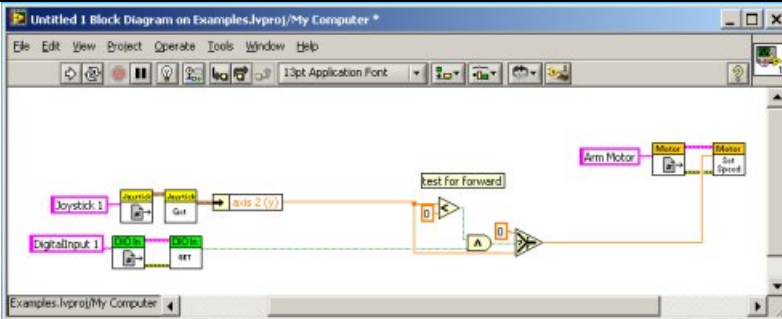 Untitled 1 Block Diagram on Examples.lvproj/My Computer *
File Edit View Project Operate Tools Window Help
13pt Application Font
Arm Motor
Motor
Motor
Set
Speed
test for forward
Joystick 1
Joystick
Joystick
Get
axis 2 (y)
0
0
DigitalInput 1
DIO In
DIO In
GET
Examples.lvproj/My Computer